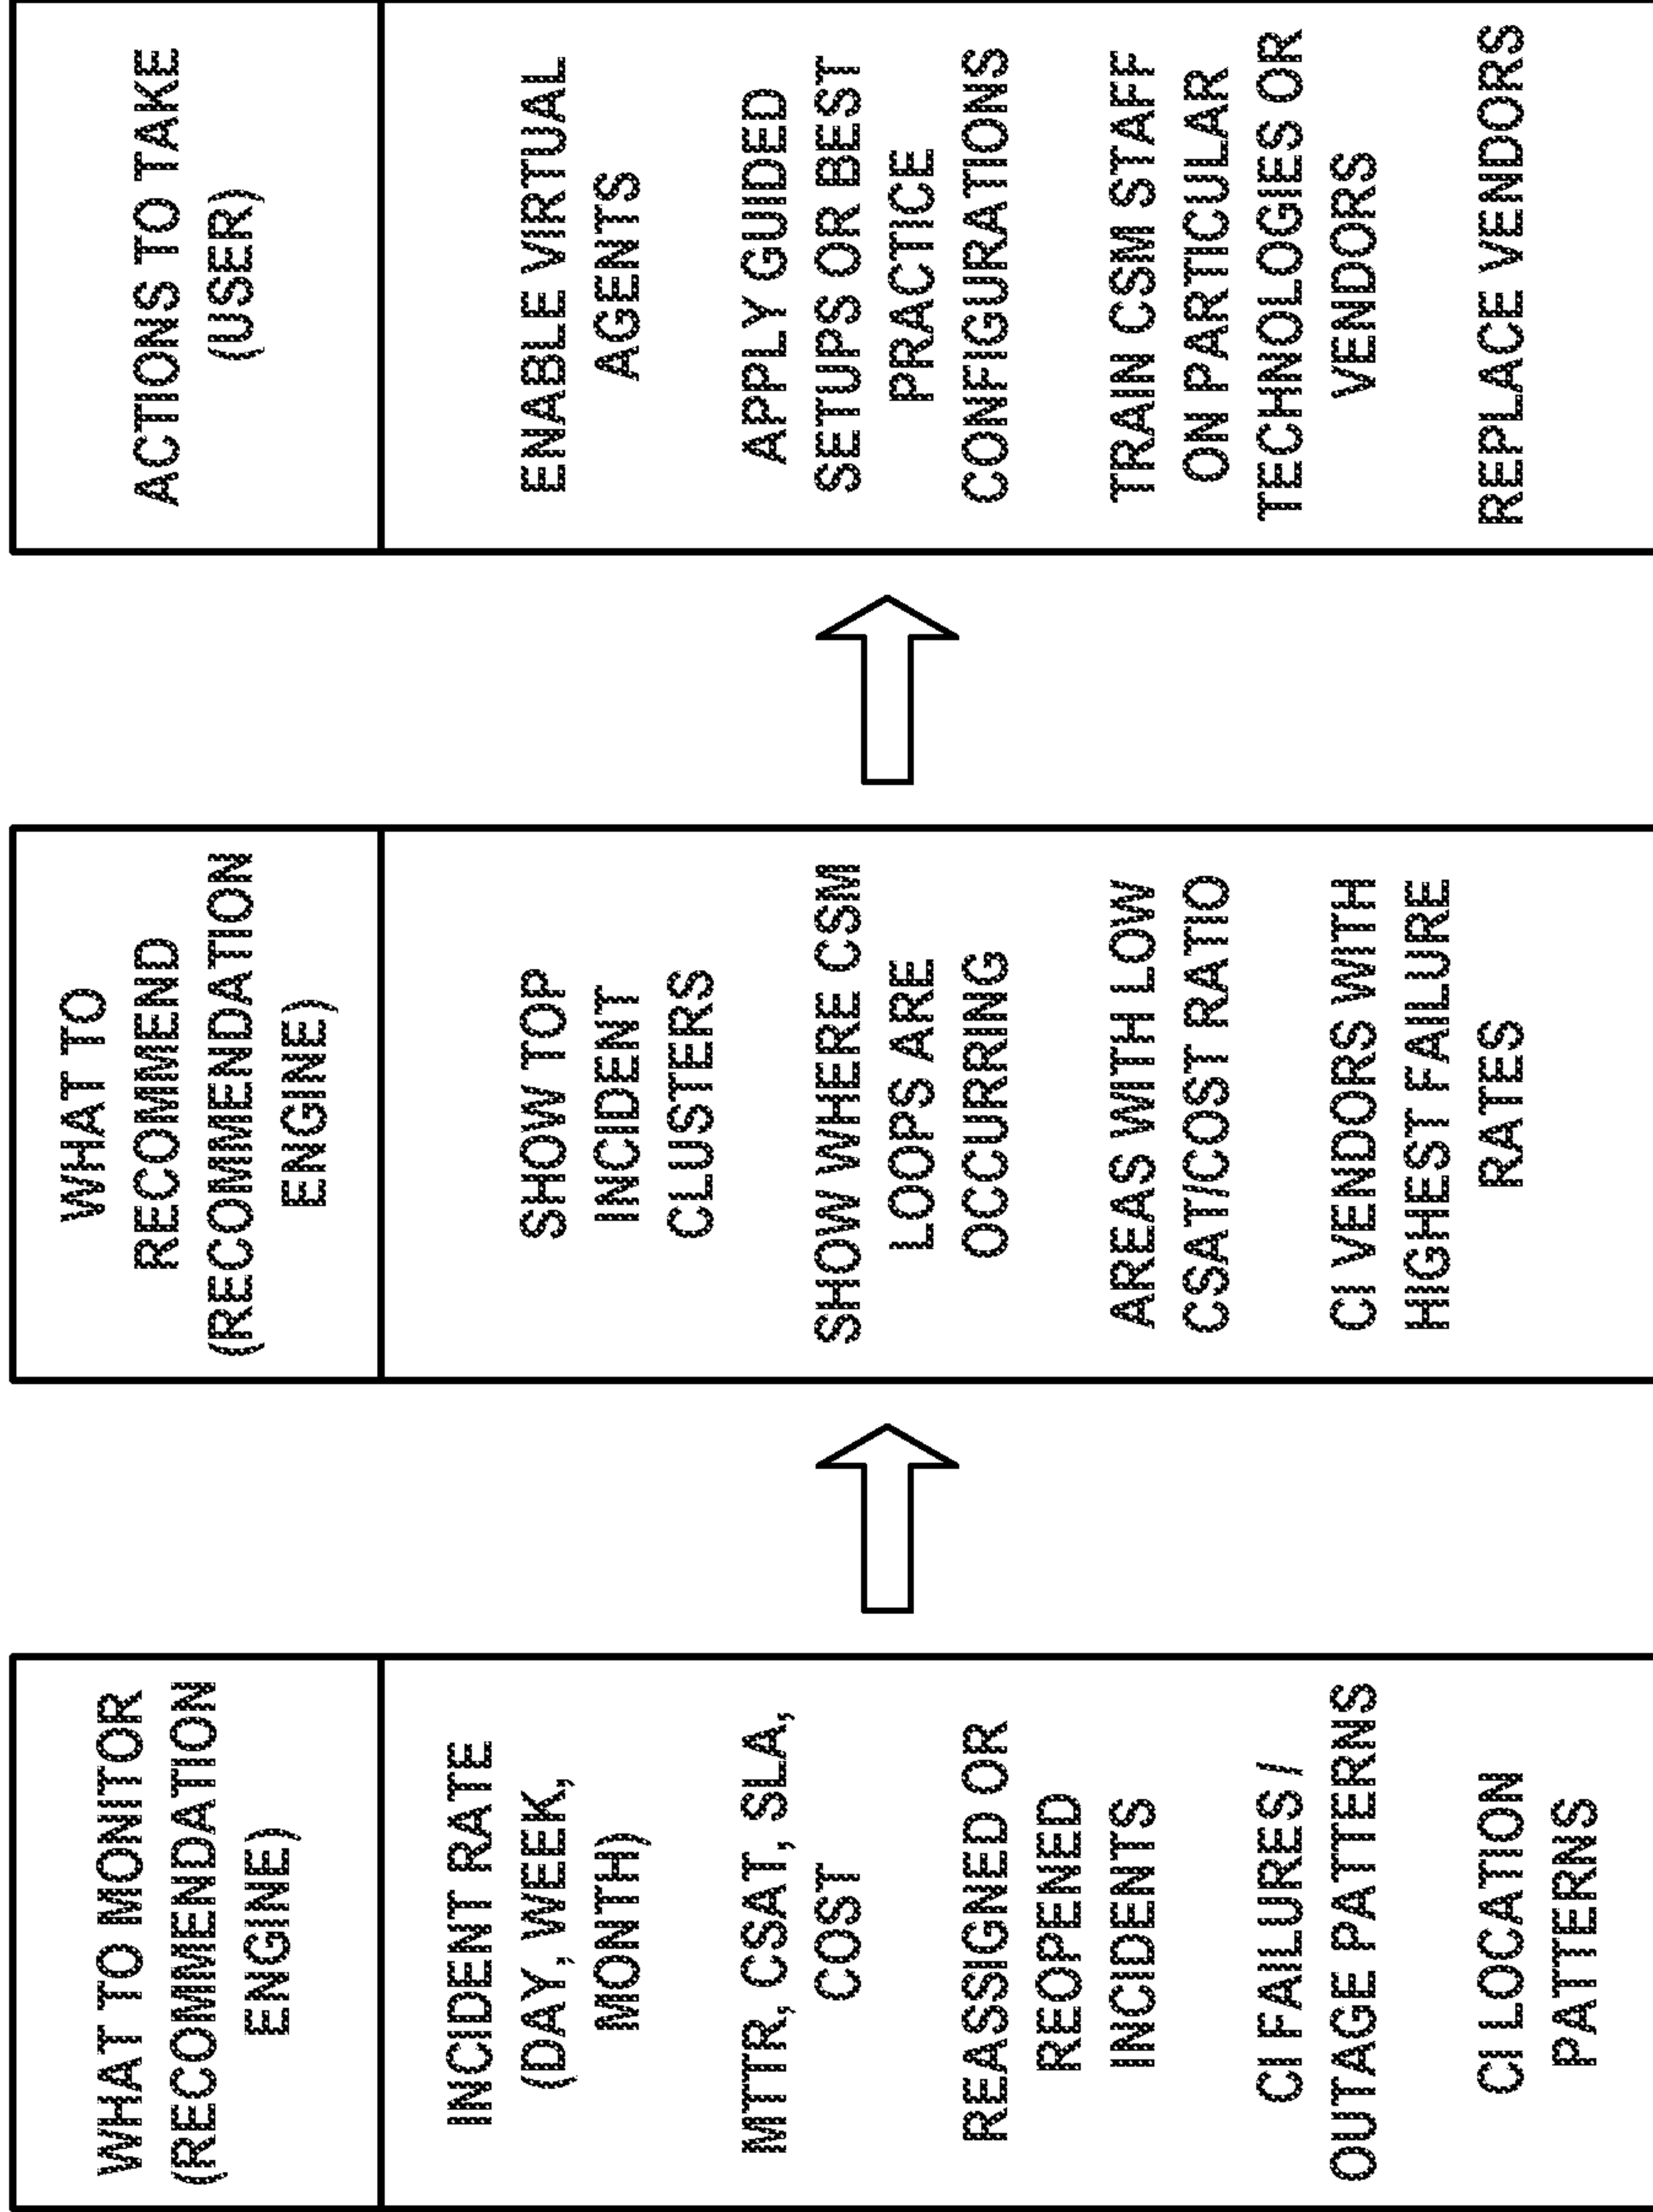 WHAT TO MONITOR
(RECOMMENDATION
ENGINE)
INCIDENT RATE
(DAY, WEEK,
MONTH)
MTTR, CSAT, SLA,
COST
REASSIGNED OR
REOPENED
INCIDENTS
CI FAILURES /
OUTAGE PATTERNS
CI LOCATION
PATTERNS
WHAT TO
RECOMMEND
(RECOMMENDATION
ENGINE)
SHOW TOP
INCIDENT
CLUSTERS
SHOW WHERE CSM
LOOPS ARE
OCCURRING
AREAS WITH LOW
CSAT/COST RATIO
CI VENDORS WITH
HIGHEST FAILURE
RATES
ACTIONS TO TAKE
(USER)
ENABLE VIRTUAL
AGENTS
APPLY GUIDED
SETUPS OR BEST
PRACTICE
CONFIGURATIONS
TRAIN CSM STAFF
ON PARTICULAR
TECHNOLOGIES OR
VENDORS
REPLACE VENDORS